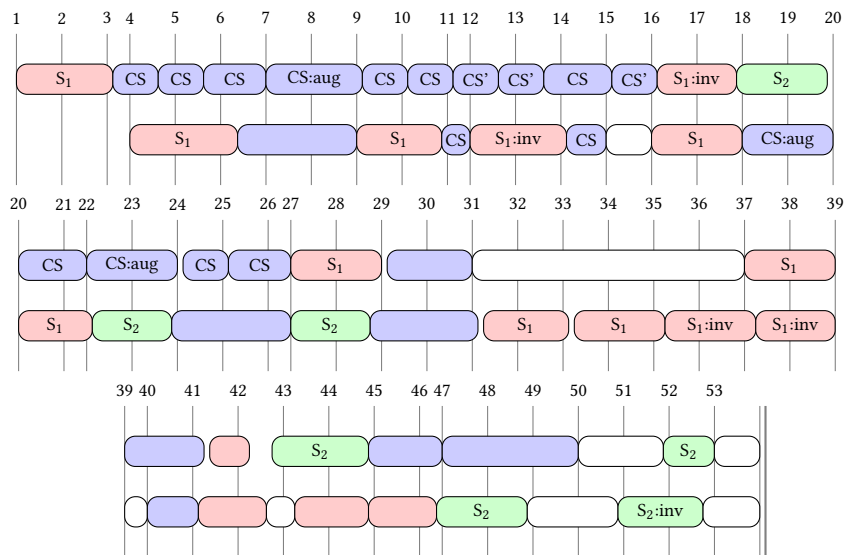 1 2 3 4 5 6 7 8 9 10 11 12 13 14 15 16 17 18 19 20
S1 CS CS CS CS:aug CS CS CS' CS' CS CS' S1:inv S2
S1 S1 CS S1:inv CS S1 CS:aug
20 21 22 23 24 25 26 27 28 29 30 31 32 33 34 35 36 37 38 39
CS CS:aug CS CS S1 S1
S1 S2 S2 S1 S1 S1:inv S1:inv
39 40 41 42 43 44 45 46 47 48 49 50 51 52 53
S2 S2
S2 S2:inv